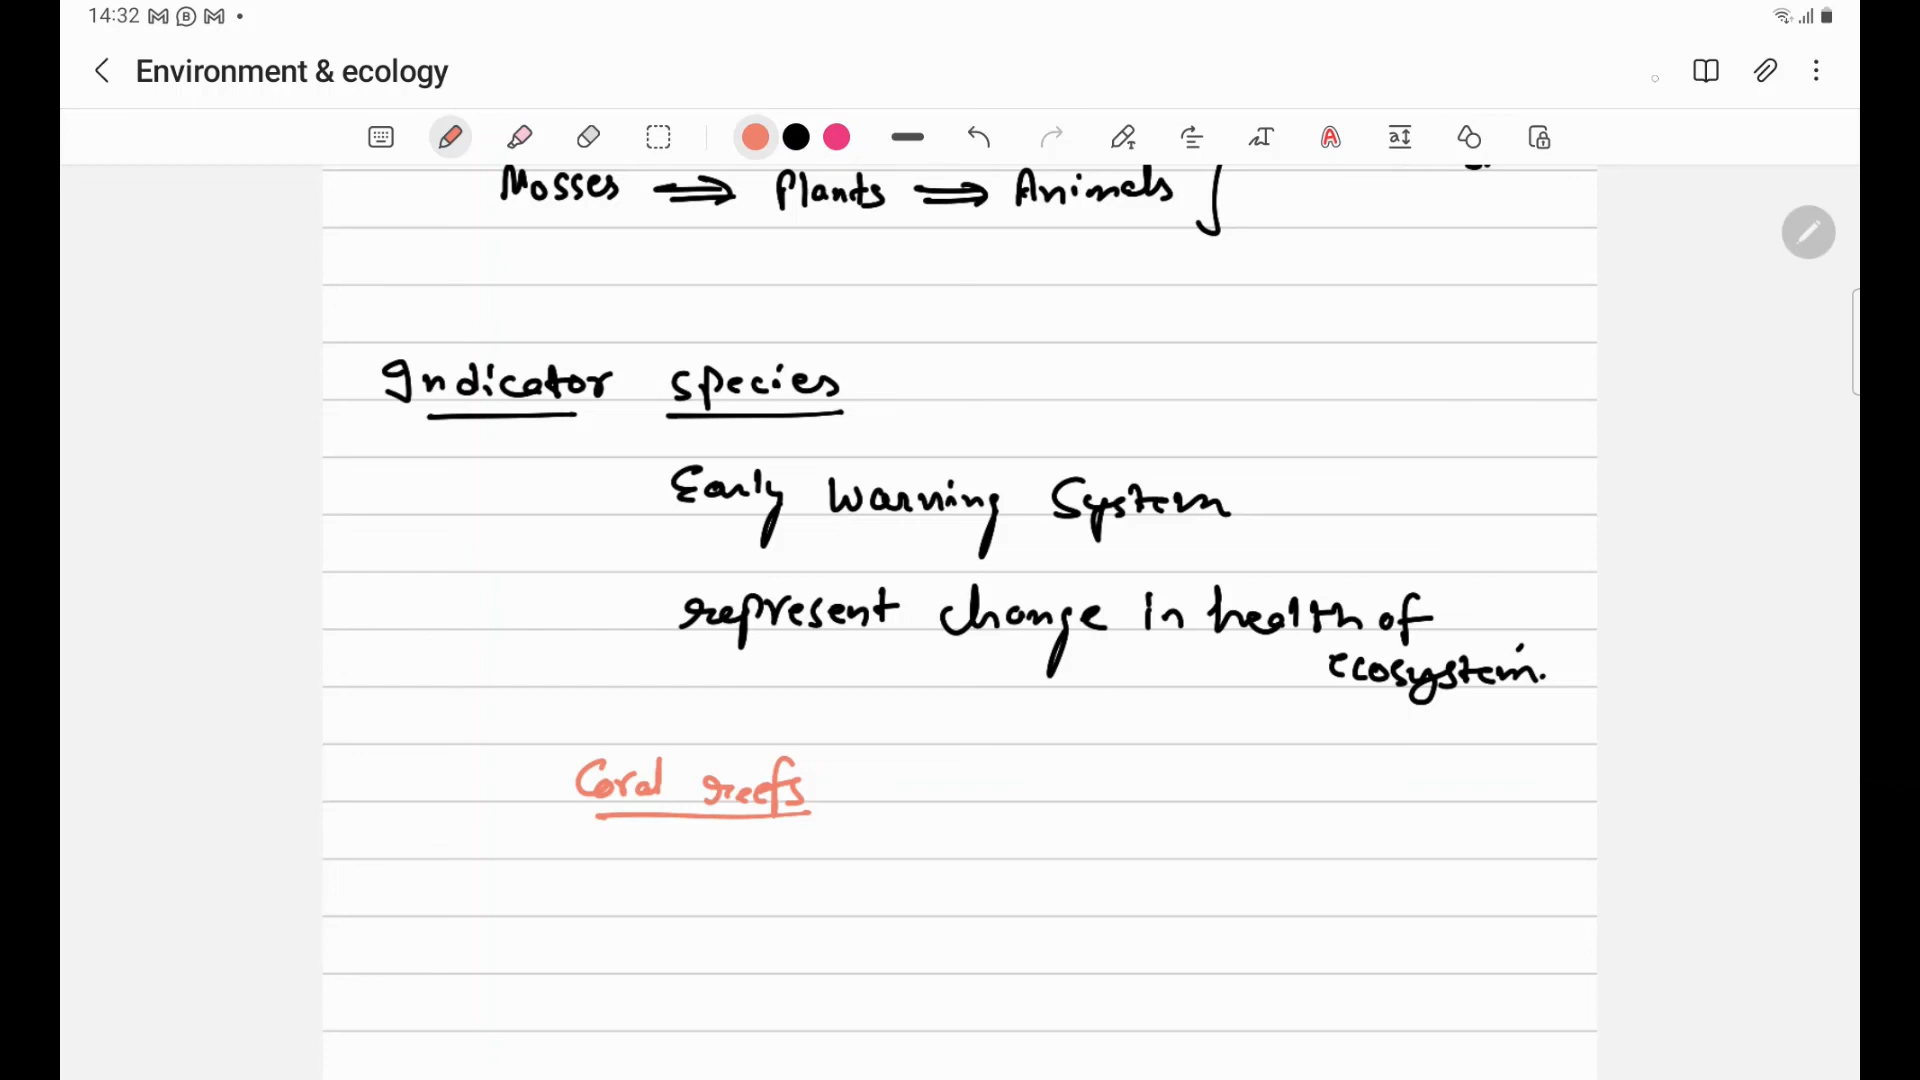 14:32
Environment & ecology
Mosses ⇒ Plants ⇒ Animals
Indicator species
Early Warning System
represent change in health of
ecosystem.
Coral reefs